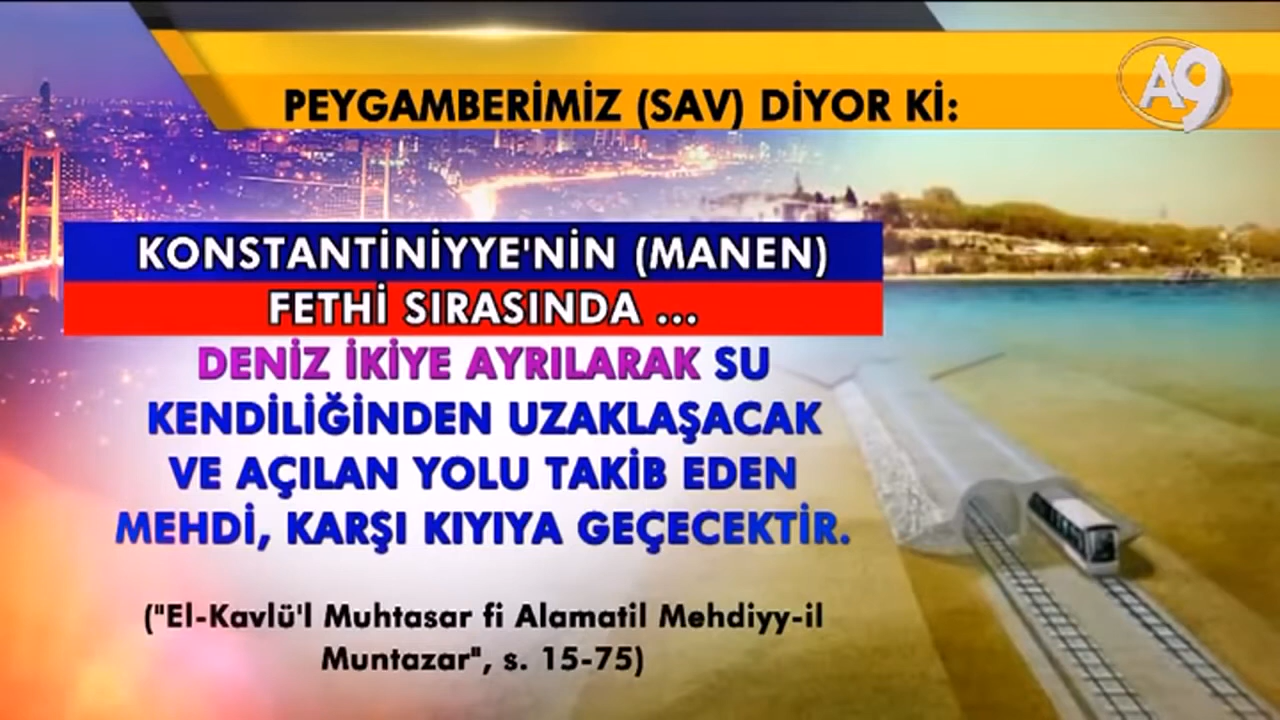 PEYGAMBERİMİZ (SAV) DİYOR Kİ:
A9
KONSTANTİNİYYE'NİN (MANEN)
FETHİ SIRASINDA ...
DENİZ İKİYE AYRILARAK SU
KENDİLİĞİNDEN UZAKLAŞACAK
VE AÇILAN YOLU TAKİB EDEN
MEHDİ, KARŞI KIYIYA GEÇECEKTİR.
("El-Kavlü'l Muhtasar fi Alamatil Mehdiyy-il
Muntazar", s. 15-75)